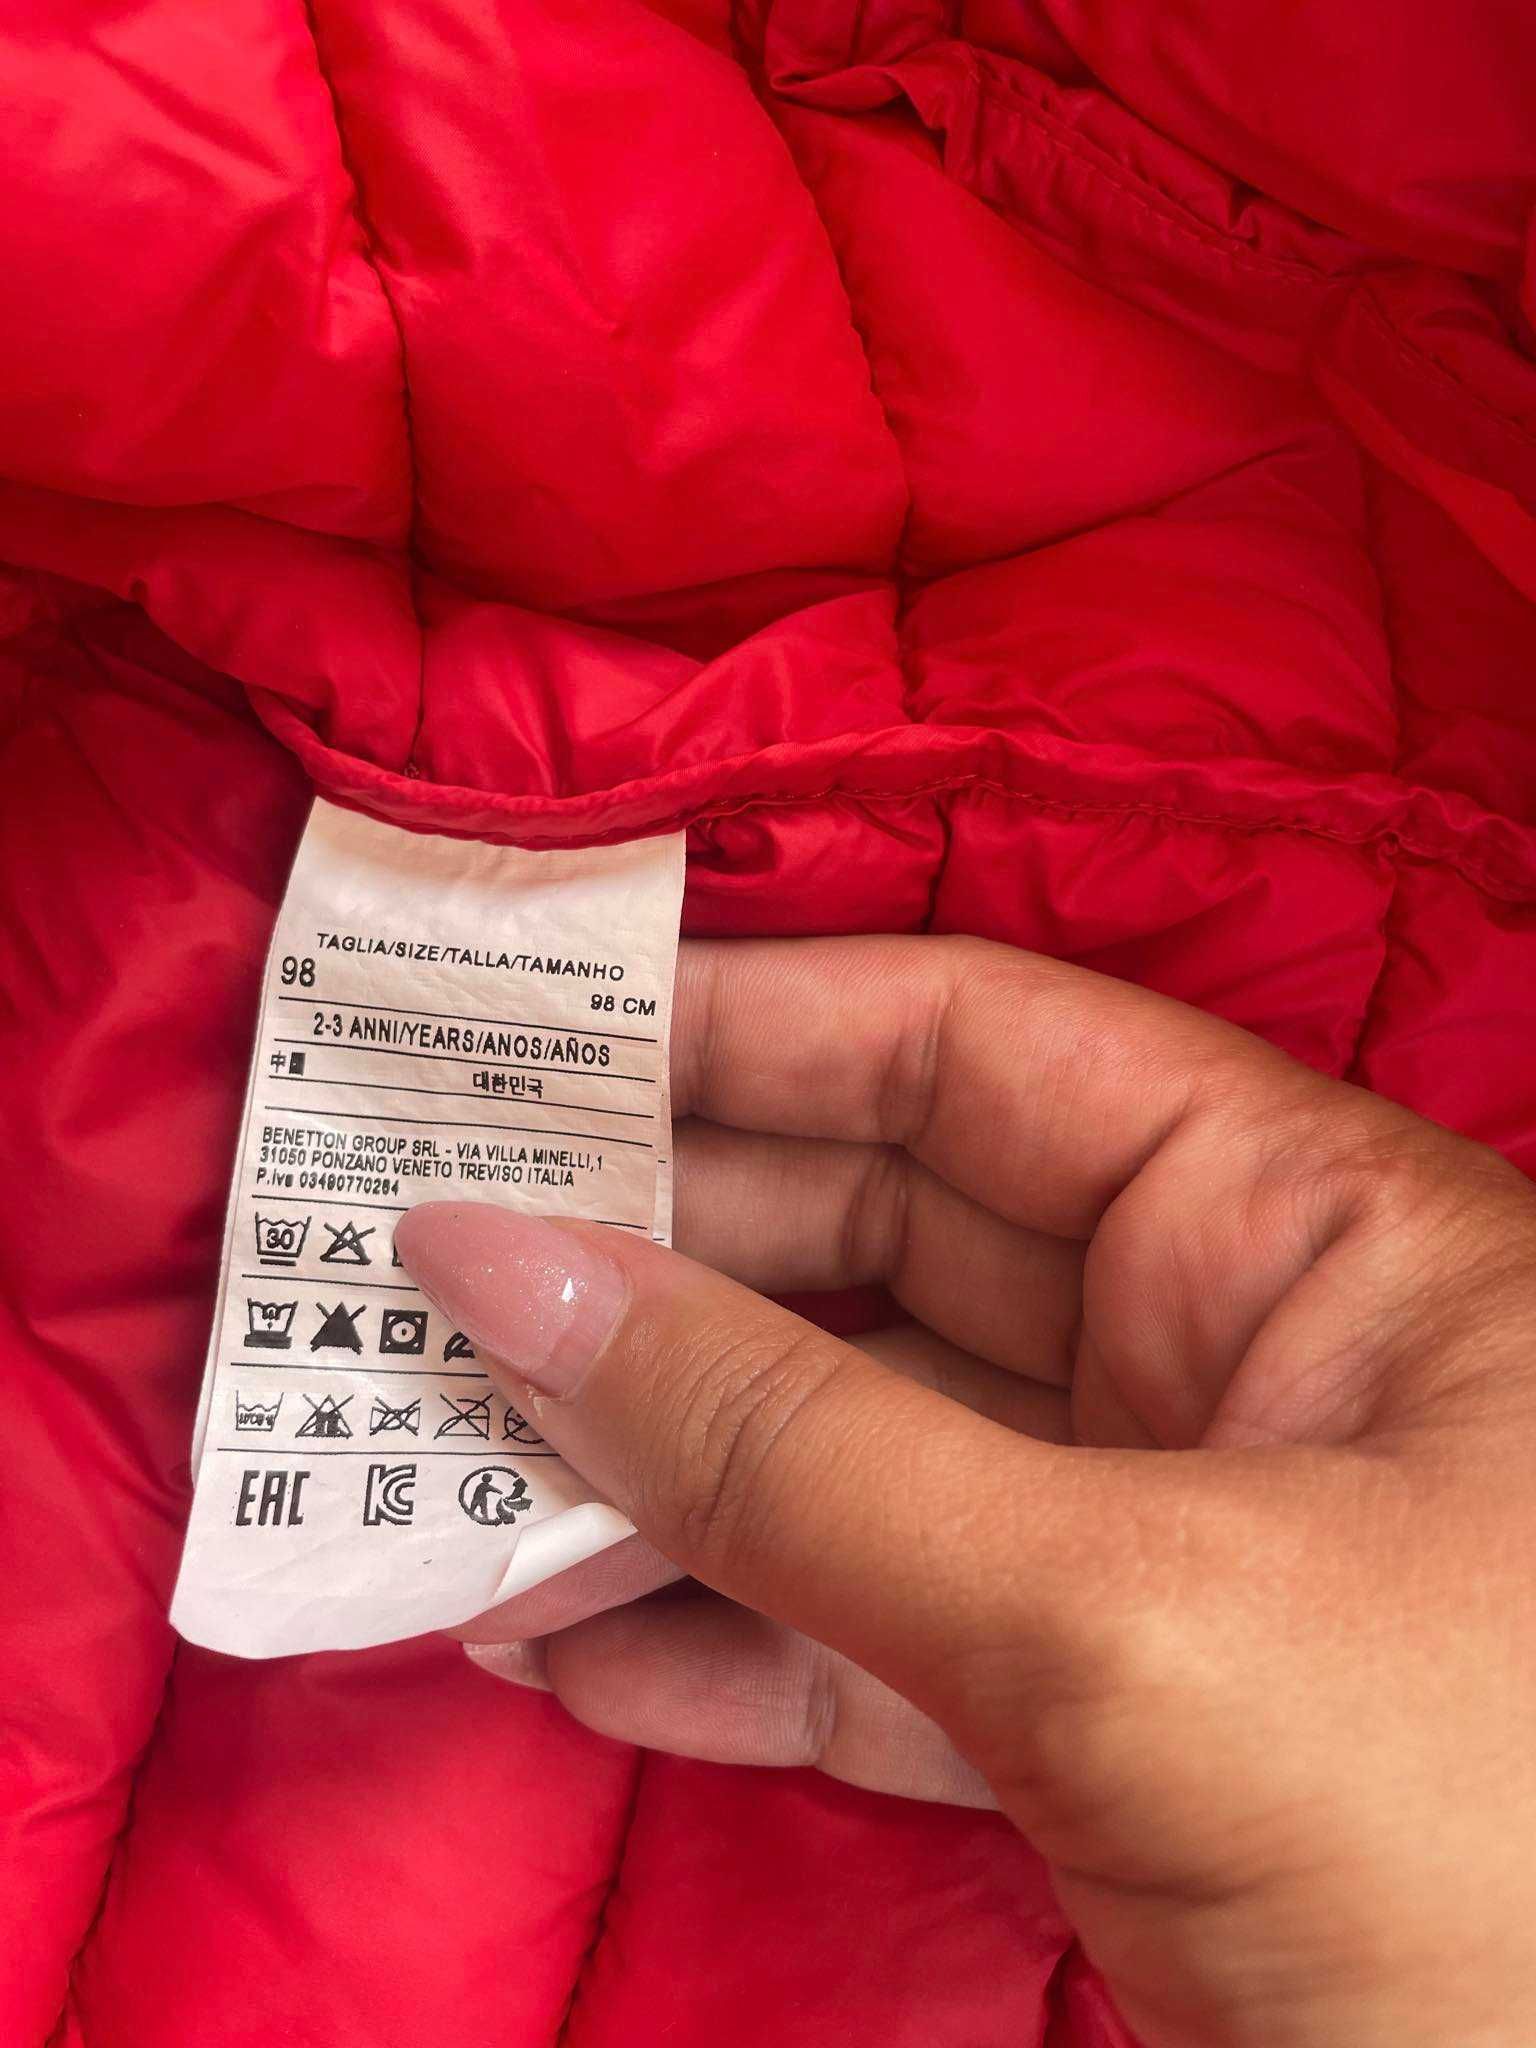 TAGLIA/SIZE/TALLA/TAMANHO
98
98 CM
2-3 ANNI/YEARS/ANOS/AÑOS
中
대한민국
BENETTON GROUP SRL - VIA VILLA MINELLI,1
31050 PONZANO VENETO TREVISO ITALIA
P.Iva 03490770264
30
EAC
KC